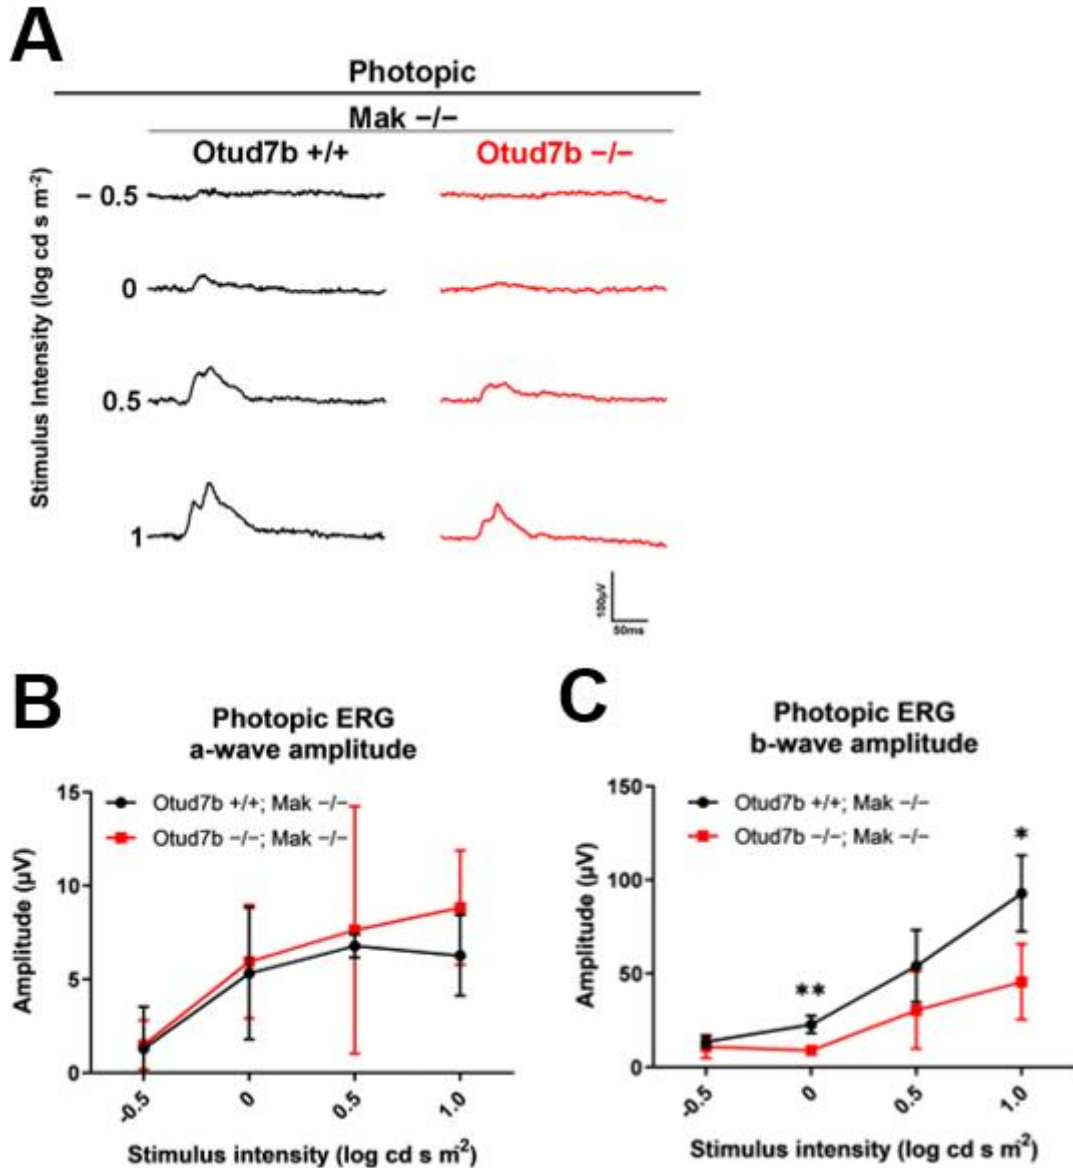 A
Photopic
Mak −/−
Otud7b +/+ Otud7b −/−
Stimulus Intensity (log cd s m⁻²)
− 0.5
0
0.5
1
100μV
50ms
B
Photopic ERG
a-wave amplitude
Otud7b +/+; Mak −/−
Otud7b −/−; Mak −/−
Amplitude (μV)
15
10
5
0
-0.5 0 0.5 1.0
Stimulus intensity (log cd s m⁻²)
C
Photopic ERG
b-wave amplitude
Otud7b +/+; Mak −/−
Otud7b −/−; Mak −/−
Amplitude (μV)
150
100
50
0
**
*
-0.5 0 0.5 1.0
Stimulus intensity (log cd s m⁻²)